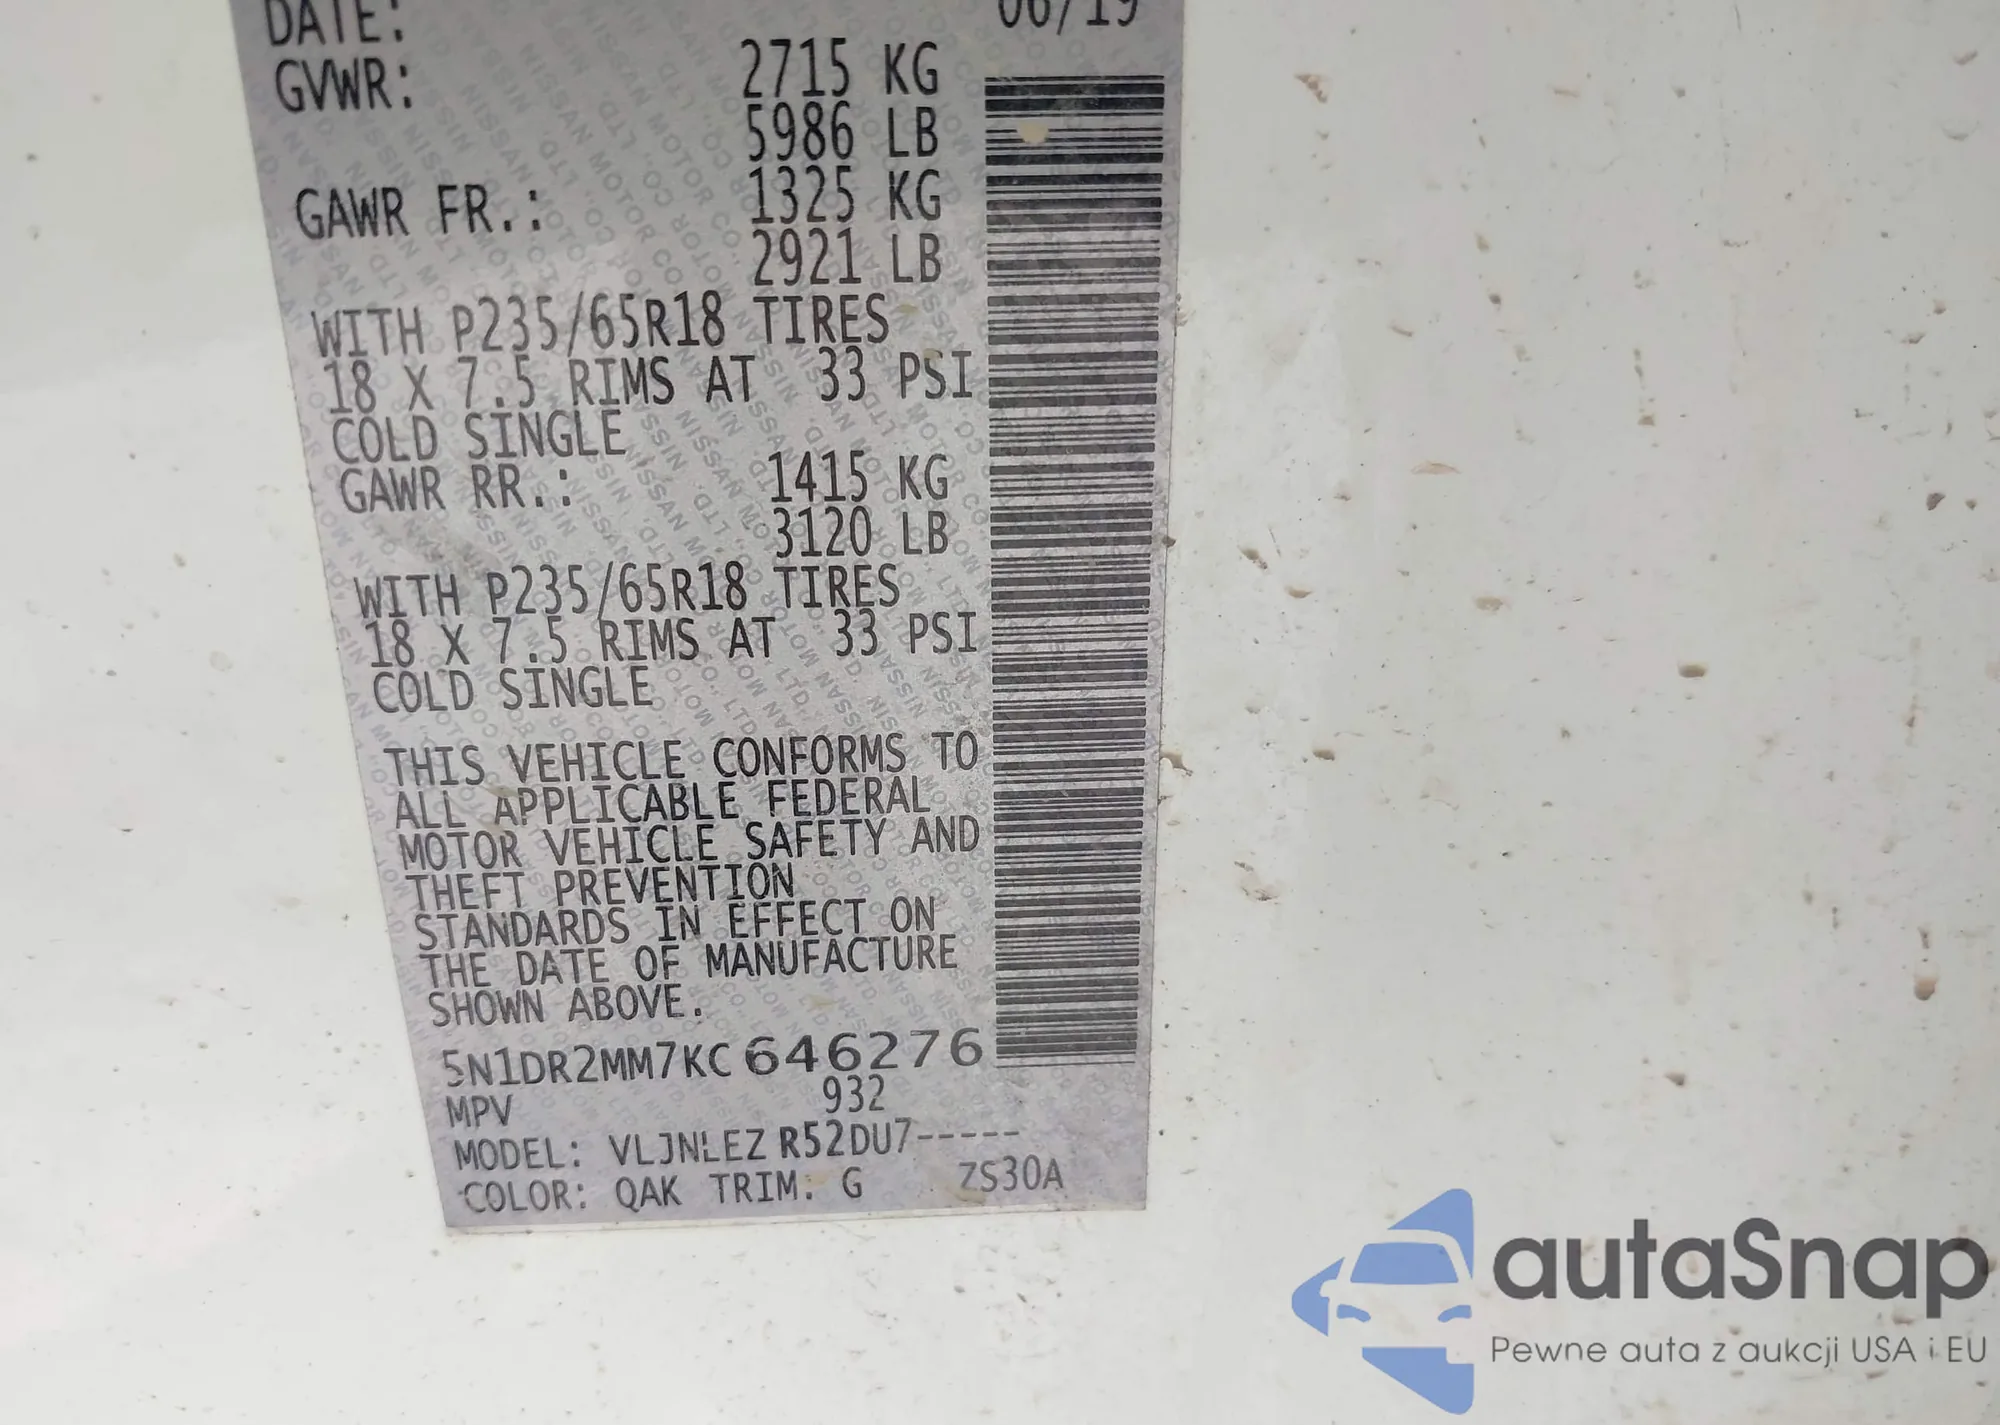 DATE: 06/19
GVWR: 2715 KG
5986 LB
GAWR FR.: 1325 KG
2921 LB
WITH P235/65R18 TIRES
18 X 7.5 RIMS AT 33 PSI
COLD SINGLE
GAWR RR.: 1415 KG
3120 LB
WITH P235/65R18 TIRES
18 X 7.5 RIMS AT 33 PSI
COLD SINGLE
THIS VEHICLE CONFORMS TO
ALL APPLICABLE FEDERAL
MOTOR VEHICLE SAFETY AND
THEFT PREVENTION
STANDARDS IN EFFECT ON
THE DATE OF MANUFACTURE
SHOWN ABOVE.
5N1DR2MM7KC646276
MPV 932
MODEL: VLJNLEZ R52DU7-----
COLOR: QAK TRIM. G ZS30A
autaSnap
Pewne auta z aukcji USA i EU